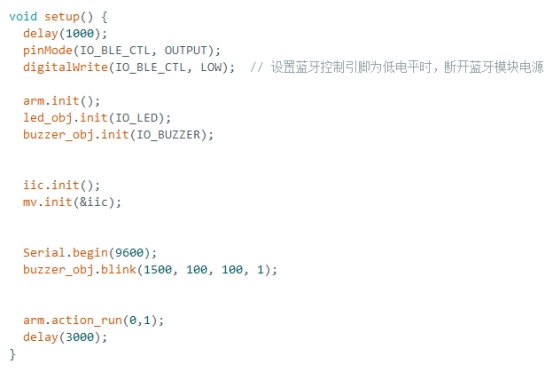 void setup() {
  delay(1000);
  pinMode(IO_BLE_CTL, OUTPUT);
  digitalWrite(IO_BLE_CTL, LOW);  // 设置蓝牙控制引脚为低电平时，断开蓝牙模块电源
  arm.init();
  led_obj.init(IO_LED);
  buzzer_obj.init(IO_BUZZER);
  iic.init();
  mv.init(&iic);
  Serial.begin(9600);
  buzzer_obj.blink(1500, 100, 100, 1);
  arm.action_run(0,1);
  delay(3000);
}